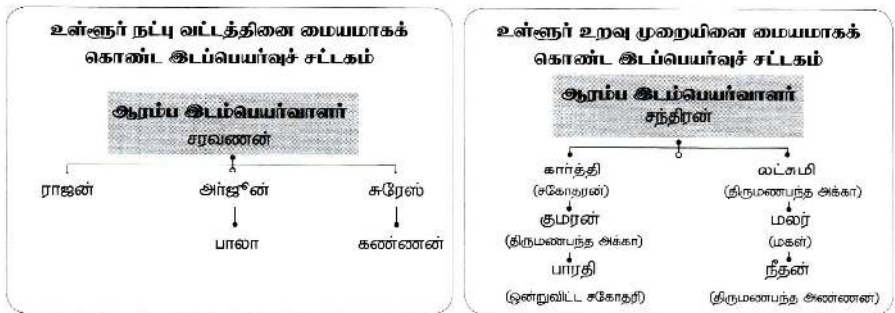 உள்ளூர் நட்பு வட்டத்தினை மையமாகக்
கொண்ட இடப்பெயர்வுச் சட்டகம்
ஆரம்ப இடம்பெயர்வாளர்
சரவணன்
ராஜன் அர்ஜூன் சுரேஸ்
பாலா கண்ணன்
உள்ளூர் உறவு முறையினை மையமாகக்
கொண்ட இடப்பெயர்வுச் சட்டகம்
ஆரம்ப இடம்பெயர்வாளர்
சந்திரன்
கார்த்தி லட்சுமி
(சகோதரன்) (திருமணபந்த அக்கா)
குமரன் மலர்
(திருமணபந்த அக்கா) (மகள்)
பாரதி நீதன்
(ஒன்றுவிட்ட சகோதரி) (திருமணபந்த அண்ணன்)